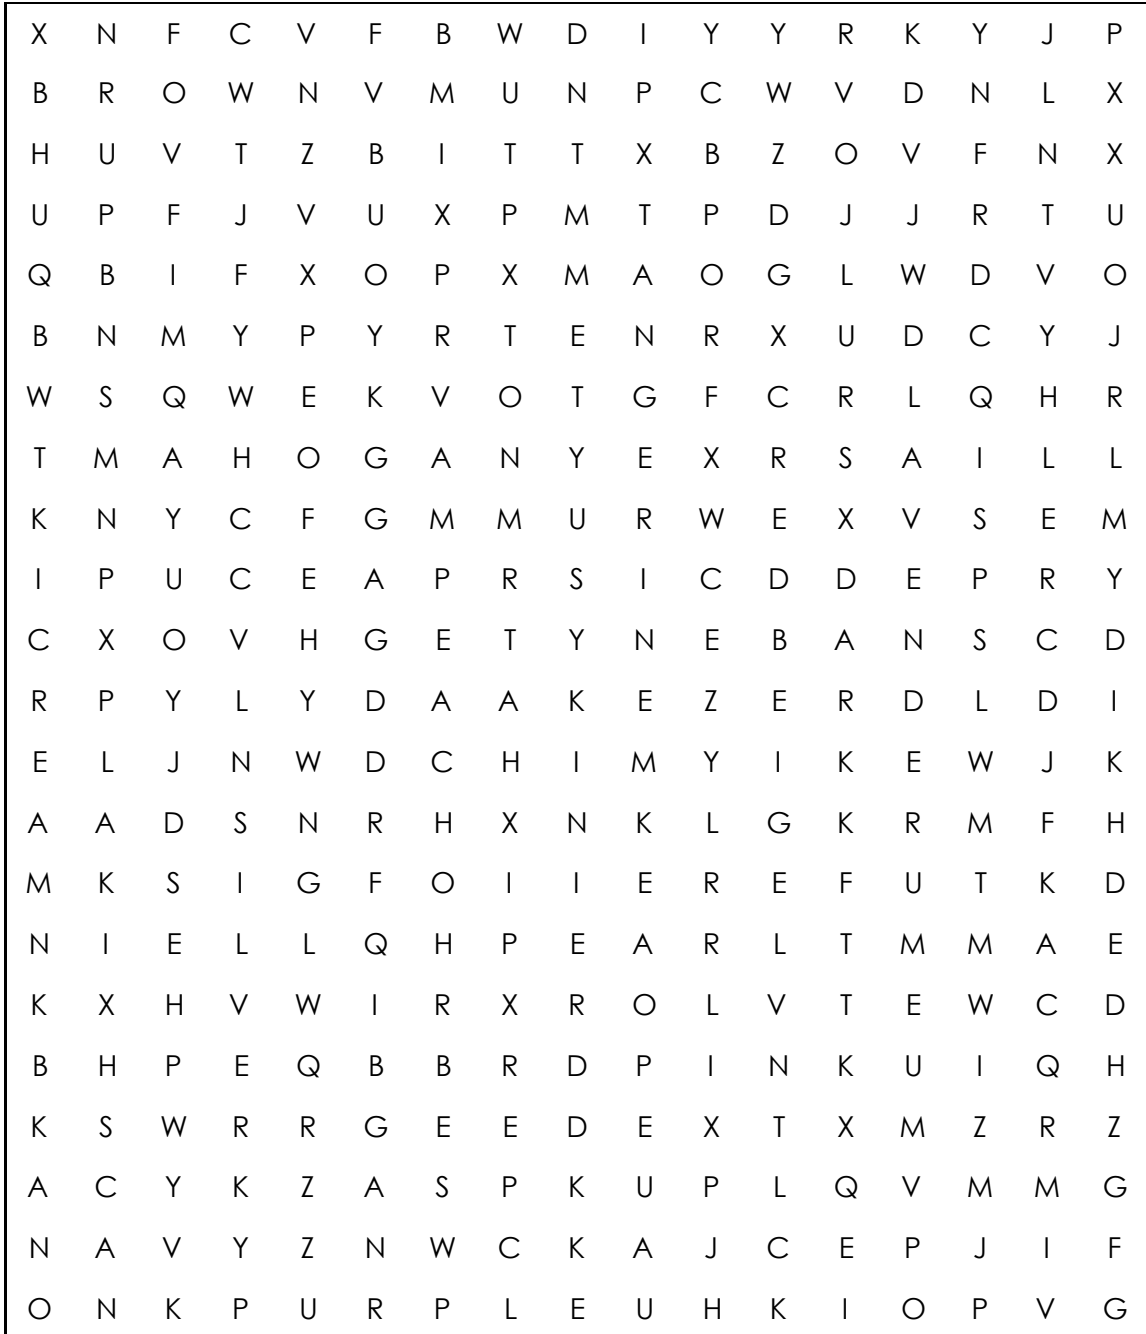 X N F C V F B W D I Y Y R K Y J P
B R O W N V M U N P C W V D N L X
H U V T Z B I T T X B Z O V F N X
U P F J V U X P M T P D J J R T U
Q B I F X O P X M A O G L W D V O
B N M Y P Y R T E N R X U D C Y J
W S Q W E K V O T G F C R L Q H R
T M A H O G A N Y E X R S A I L L
K N Y C F G M M U R W E X V S E M
I P U C E A P R S I C D D E P R Y
C X O V H G E T Y N E B A N S C D
R P Y L Y D A A K E Z E R D L D I
E L J N W D C H I M Y I K E W J K
A A D S N R H X N K L G K R M F H
M K S I G F O I I E R E F U T K D
N I E L L Q H P E A R L T M M A E
K X H V W I R X R O L V T E W C D
B H P E Q B B R D P I N K U I Q H
K S W R R G E E D E X T X M Z R Z
A C Y K Z A S P K U P L Q V M M G
N A V Y Z N W C K A J C E P J I F
O N K P U R P L E U H K I O P V G